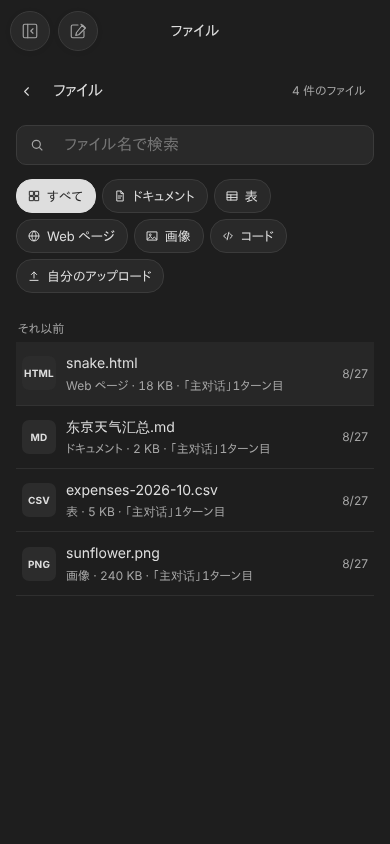 ファイル
ファイル 4 件のファイル
ファイル名で検索
すべて ドキュメント 表
Web ページ 画像 コード
自分のアップロード
それ以前
HTML snake.html 8/27
Web ページ · 18 KB ·「主对话」1ターン目
MD 东京天气汇总.md 8/27
ドキュメント · 2 KB ·「主对话」1ターン目
CSV expenses-2026-10.csv 8/27
表 · 5 KB ·「主对话」1ターン目
PNG sunflower.png 8/27
画像 · 240 KB ·「主对话」1ターン目